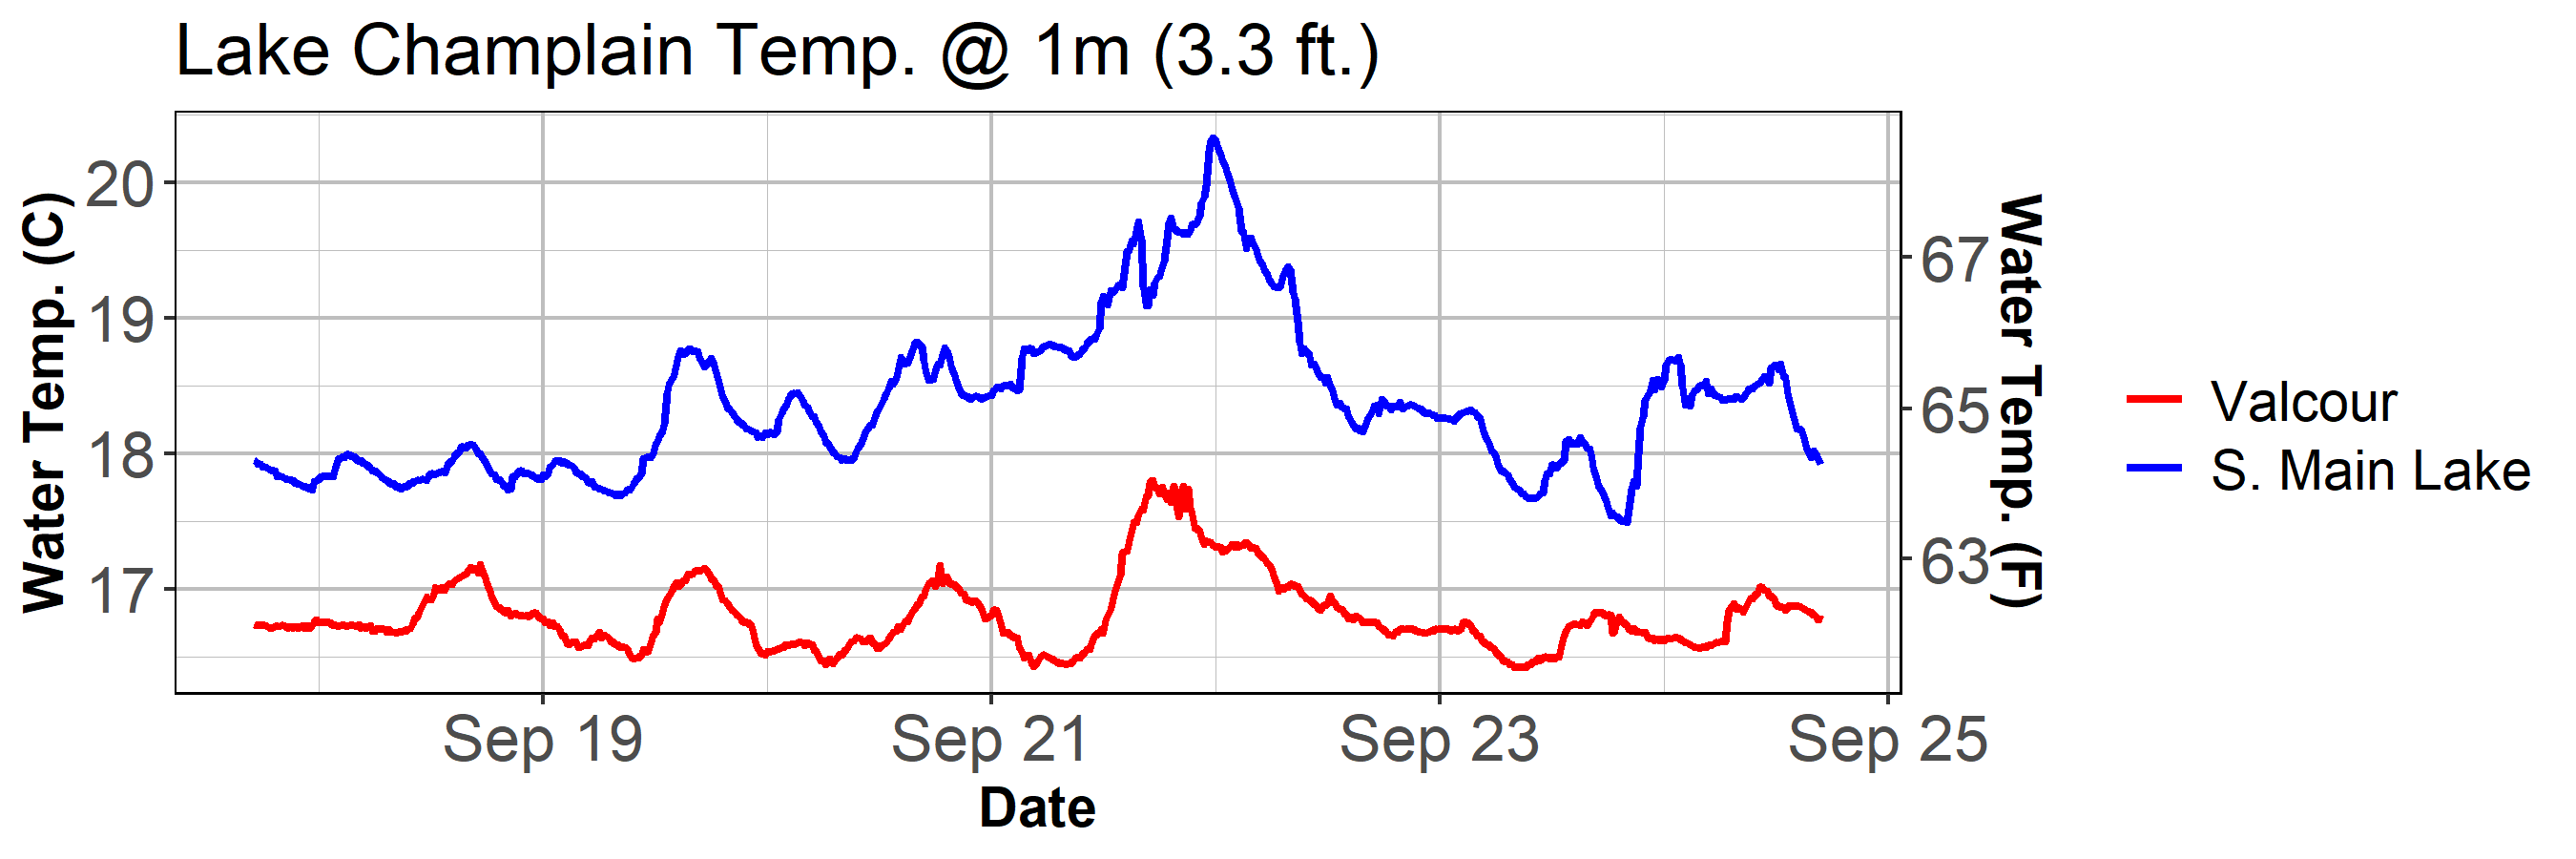 Lake Champlain Temp. @ 1m (3.3 ft.)
Water Temp. (C)
20
19
18
17
67
65
63
Water Temp. (F)
Sep 19
Sep 21
Sep 23
Sep 25
Date
Valcour
S. Main Lake